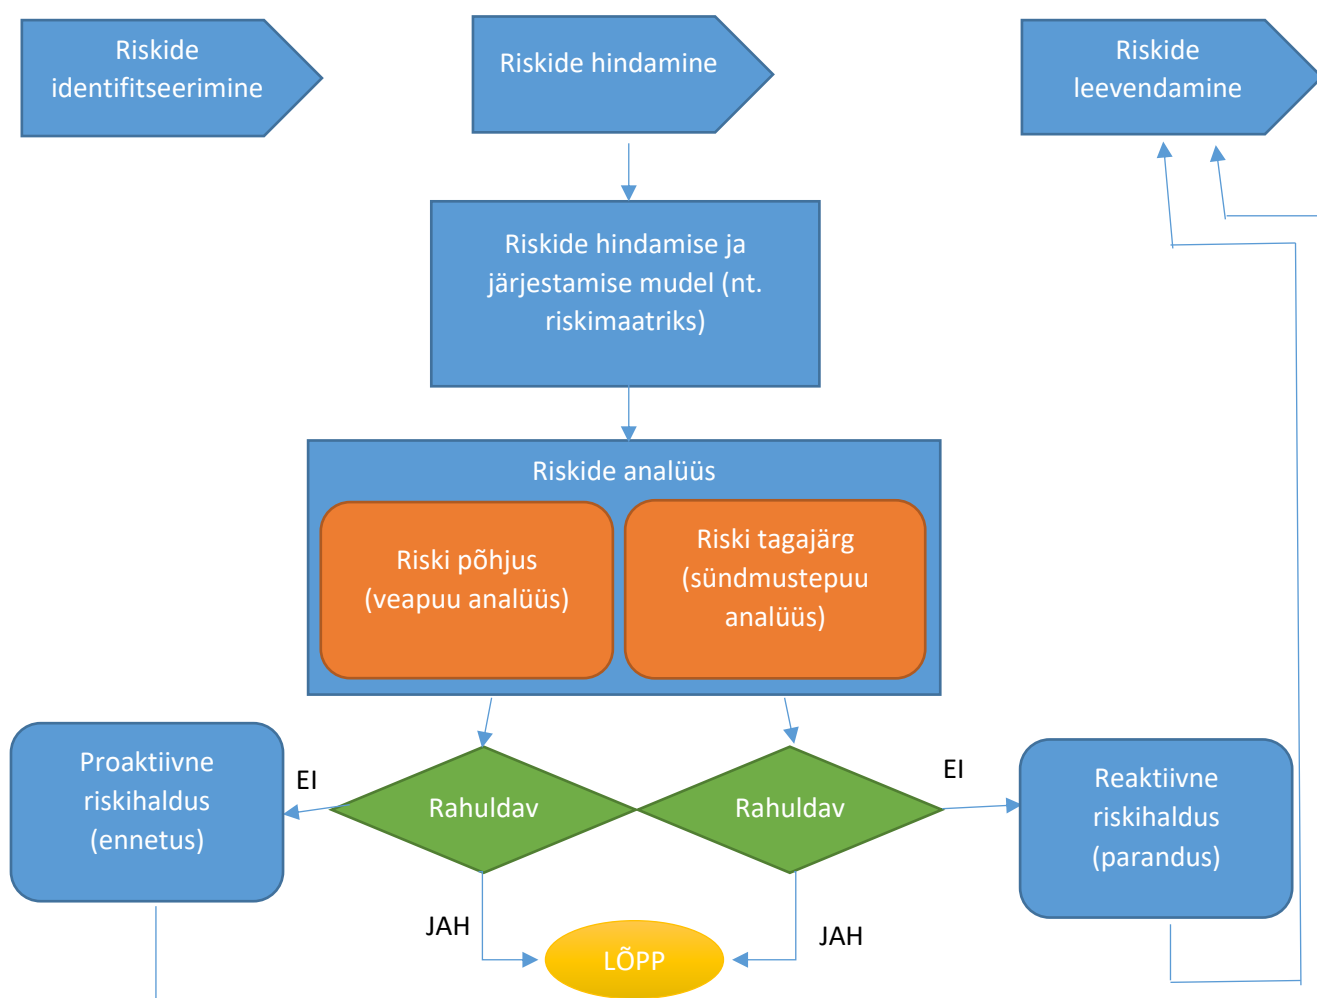 Riskide
identifitseerimine
Riskide hindamine
Riskide
leevendamine
Riskide hindamise ja
järjestamise mudel (nt.
riskimaatriks)
Riskide analüüs
Riski põhjus
(veapuu analüüs)
Riski tagajärg
(sündmustepuu
analüüs)
Proaktiivne
riskihaldus
(ennetus)
EI
Rahuldav
Rahuldav
EI
Reaktiivne
riskihaldus
(parandus)
JAH
LÕPP
JAH